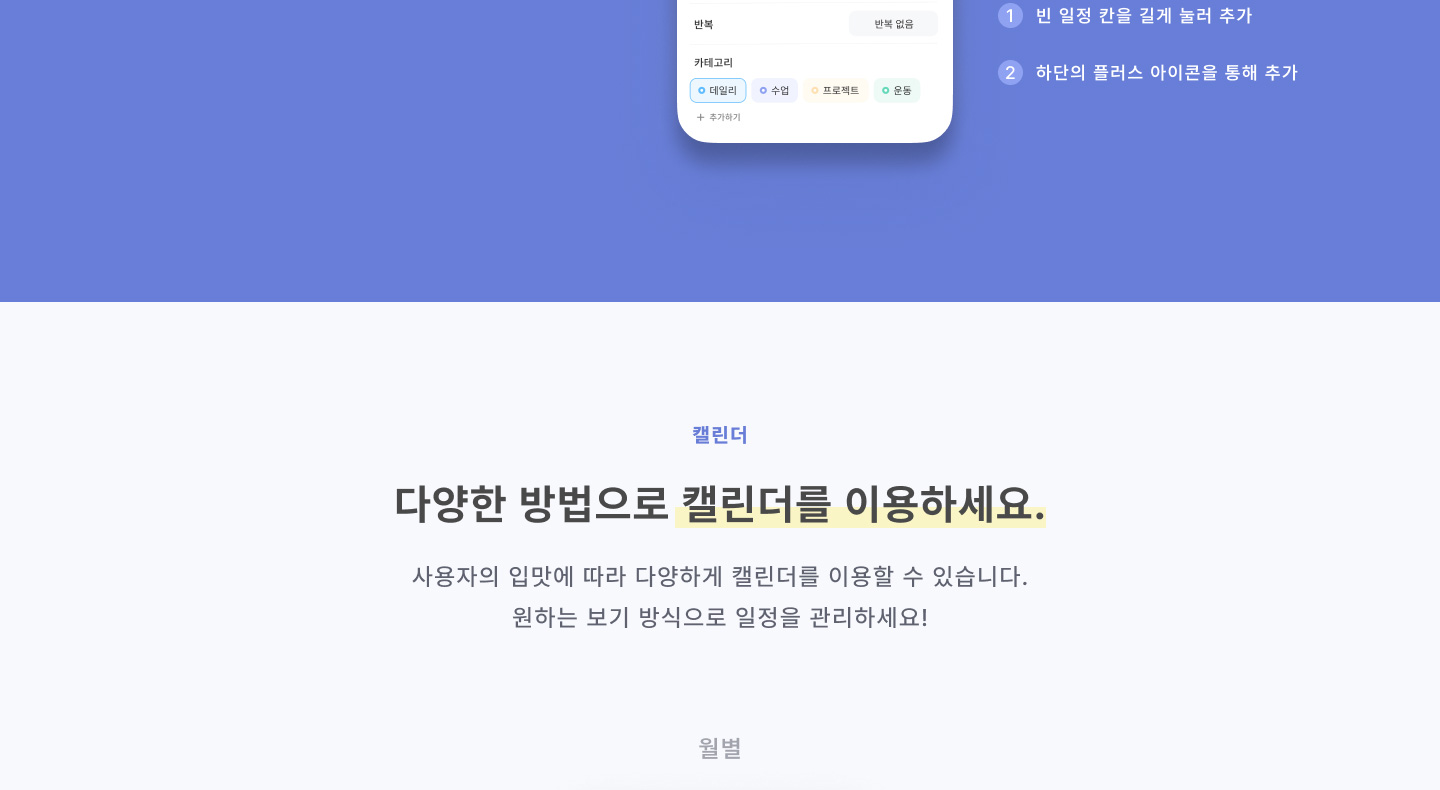 반복
반복 없음
카테고리
데일리
수업
프로젝트
운동
+ 추가하기
1 빈 일정 칸을 길게 눌러 추가
2 하단의 플러스 아이콘을 통해 추가
캘린더
다양한 방법으로 캘린더를 이용하세요.
사용자의 입맛에 따라 다양하게 캘린더를 이용할 수 있습니다.
원하는 보기 방식으로 일정을 관리하세요!
월별